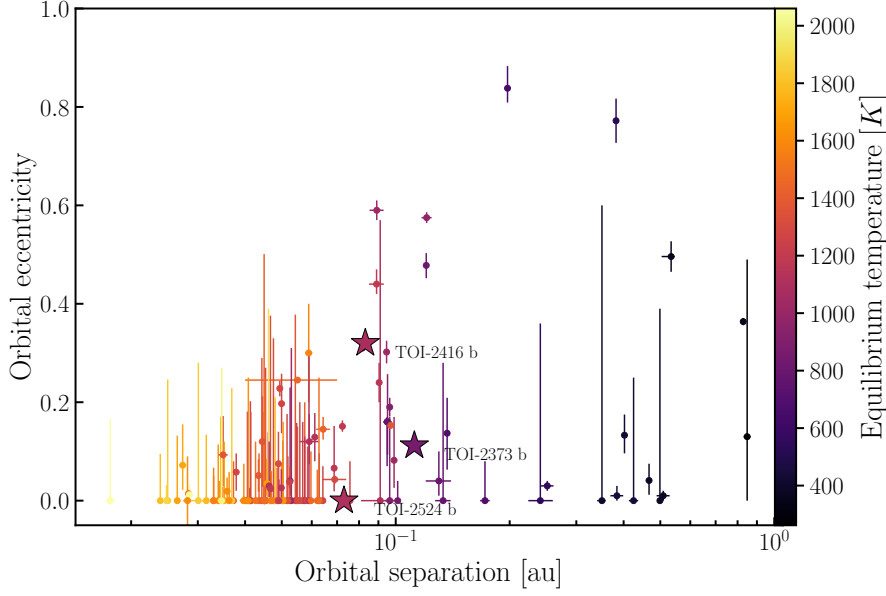 0.0
0.2
0.4
0.6
0.8
1.0
Orbital eccentricity
10⁻¹
10⁰
Orbital separation [au]
TOI-2416 b
TOI-2373 b
TOI-2524 b
2000
1800
1600
1400
1200
1000
800
600
400
Equilibrium temperature [K]